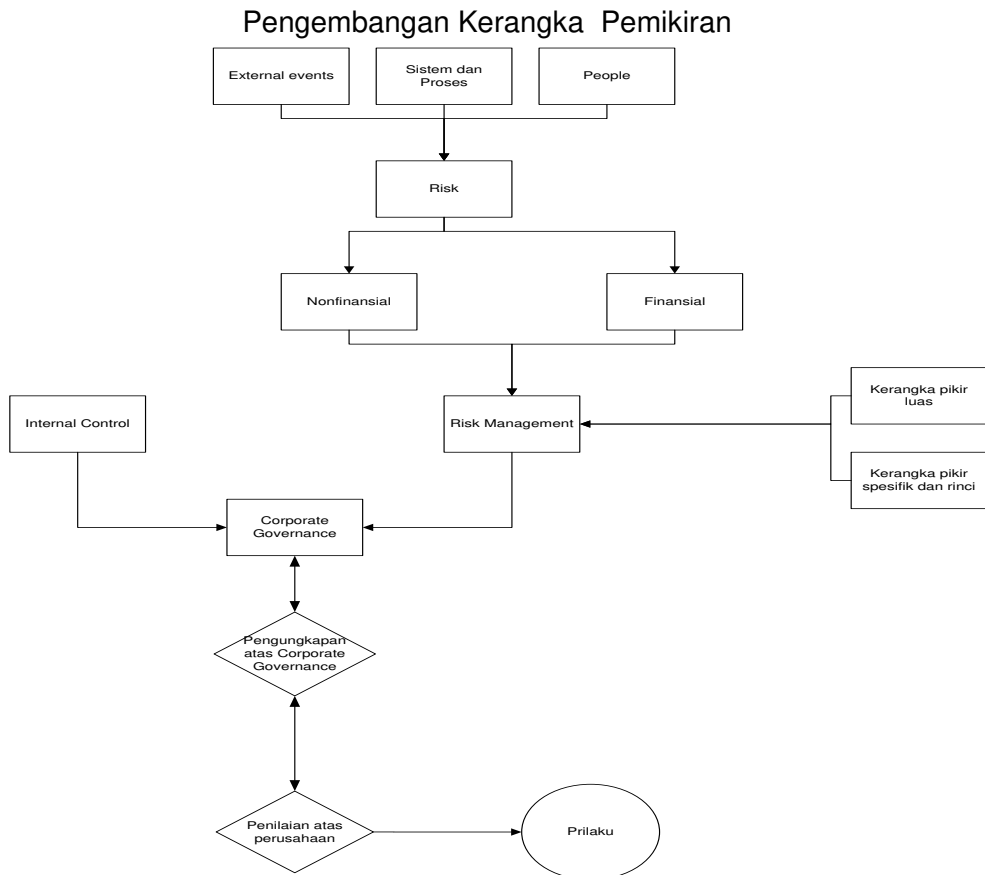 Pengembangan Kerangka Pemikiran
External events
Sistem dan
Proses
People
Risk
Nonfinansial
Finansial
Internal Control
Risk Management
Kerangka pikir
luas
Kerangka pikir
spesifik dan rinci
Corporate
Governance
Pengungkapan
atas Corporate
Governance
Penilaian atas
perusahaan
Prilaku